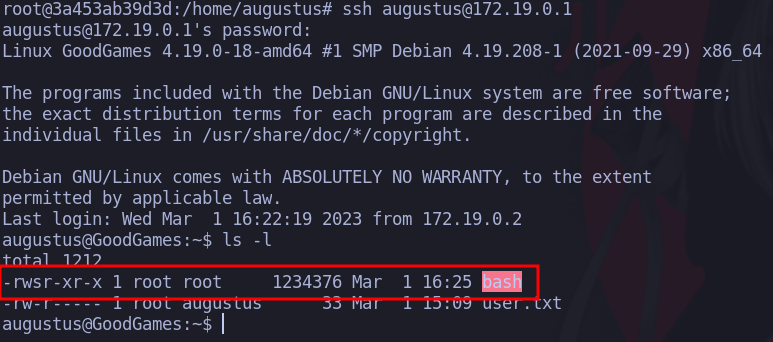 root@3a453ab39d3d:/home/augustus# ssh augustus@172.19.0.1
augustus@172.19.0.1's password:
Linux GoodGames 4.19.0-18-amd64 #1 SMP Debian 4.19.208-1 (2021-09-29) x86_64
The programs included with the Debian GNU/Linux system are free software;
the exact distribution terms for each program are described in the
individual files in /usr/share/doc/*/copyright.
Debian GNU/Linux comes with ABSOLUTELY NO WARRANTY, to the extent
permitted by applicable law.
Last login: Wed Mar  1 16:22:19 2023 from 172.19.0.2
augustus@GoodGames:~$ ls -l
total 1212
-rwsr-xr-x 1 root root     1234376 Mar  1 16:25 bash
-rw-r----- 1 root augustus      33 Mar  1 15:09 user.txt
augustus@GoodGames:~$